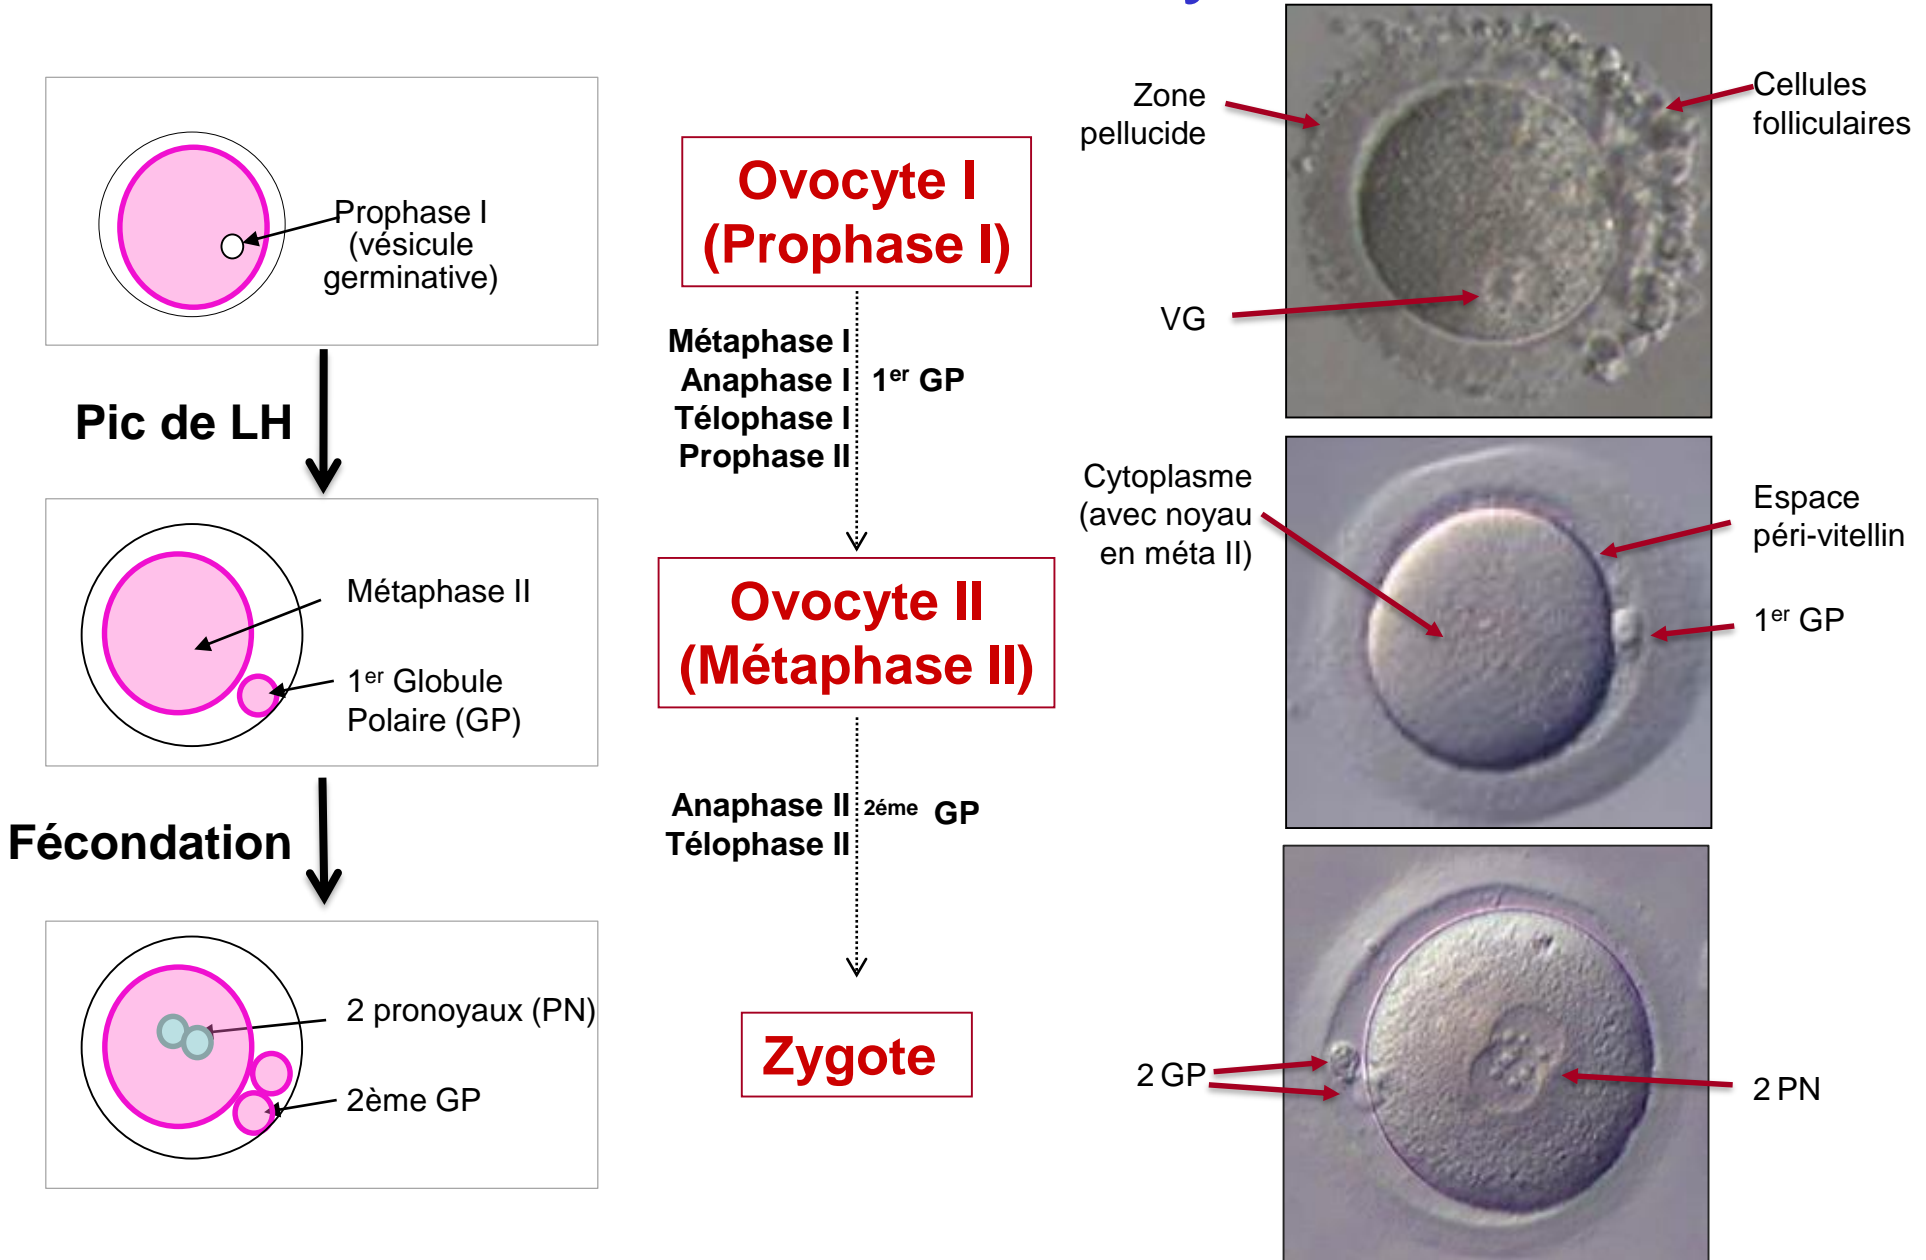 Prophase I
(vésicule
germinative)
Pic de LH
Métaphase II
1er Globule
Polaire (GP)
Fécondation
2 pronoyaux (PN)
2ème GP
Ovocyte I
(Prophase I)
Métaphase I
Anaphase I
Télophase I
Prophase II
1er GP
Ovocyte II
(Métaphase II)
Anaphase II
Télophase II
2éme GP
Zygote
Zone
pellucide
Cellules
folliculaires
VG
Cytoplasme
(avec noyau
en méta II)
Espace
péri-vitellin
1er GP
2 GP
2 PN